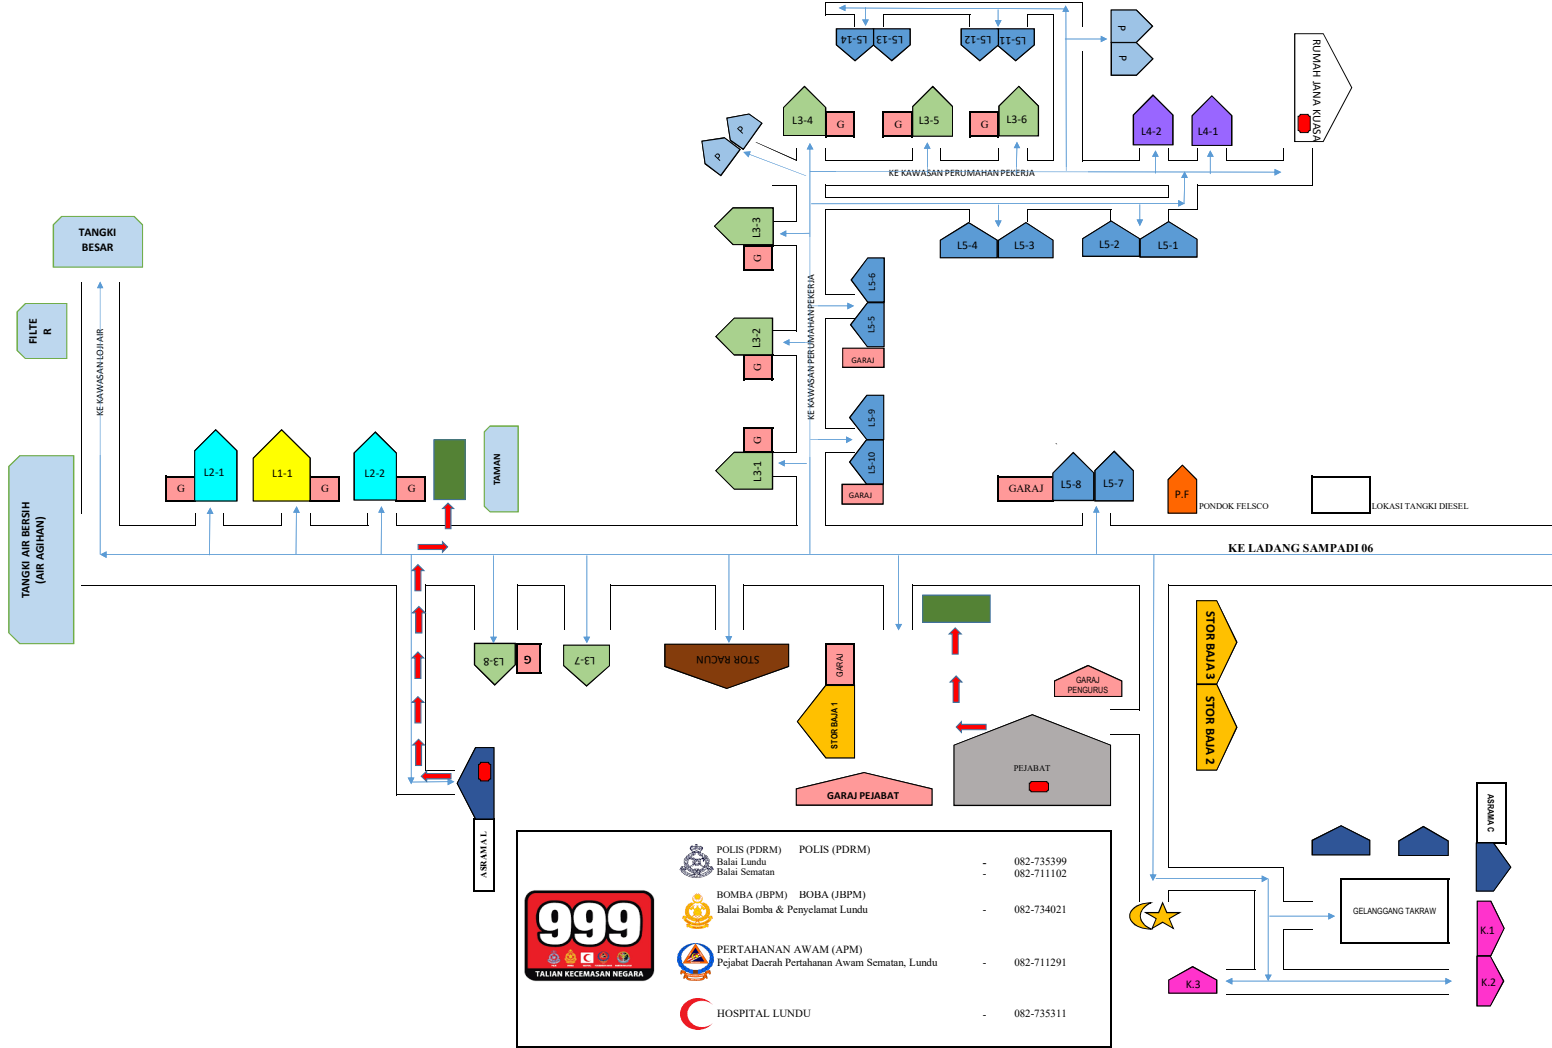 L5-14
L5-13
L5-12
L5-11
P
P
RUMAH JANA KUASA
L3-4
G
G
L3-5
G
L3-6
L4-2
L4-1
P
P
KE KAWASAN PERUMAHAN PEKERJA
L3-3
G
L5-4
L5-3
L5-2
L5-1
TANGKI
BESAR
FILTE
R
KE KAWASAN LOJI AIR
KE KAWASAN PERUMAHAN PEKERJA
L5-6
L5-5
GARAJ
L3-2
G
L5-9
L5-10
GARAJ
G
L3-1
G
L2-1
L1-1
G
L2-2
G
TAMAN
GARAJ
L5-8
L5-7
P.F
PONDOK FELSCO
LOKASI TANGKI DIESEL
TANGKI AIR BERSIH
(AIR AGIHAN)
KE LADANG SAMPADI 06
L3-8
G
L3-7
STOR RACUN
GARAJ
STOR BAJA 1
GARAJ
PENGURUS
STOR BAJA 3
STOR BAJA 2
PEJABAT
GARAJ PEJABAT
ASRAMA L
ASRAMA C
GELANGGANG TAKRAW
K.1
K.2
K.3
999
TALIAN KECEMASAN NEGARA
POLIS (PDRM) POLIS (PDRM)
Balai Lundu - 082-735399
Balai Sematan - 082-711102
BOMBA (JBPM) BOBA (JBPM)
Balai Bomba & Penyelamat Lundu - 082-734021
PERTAHANAN AWAM (APM)
Pejabat Daerah Pertahanan Awam Sematan, Lundu - 082-711291
HOSPITAL LUNDU - 082-735311